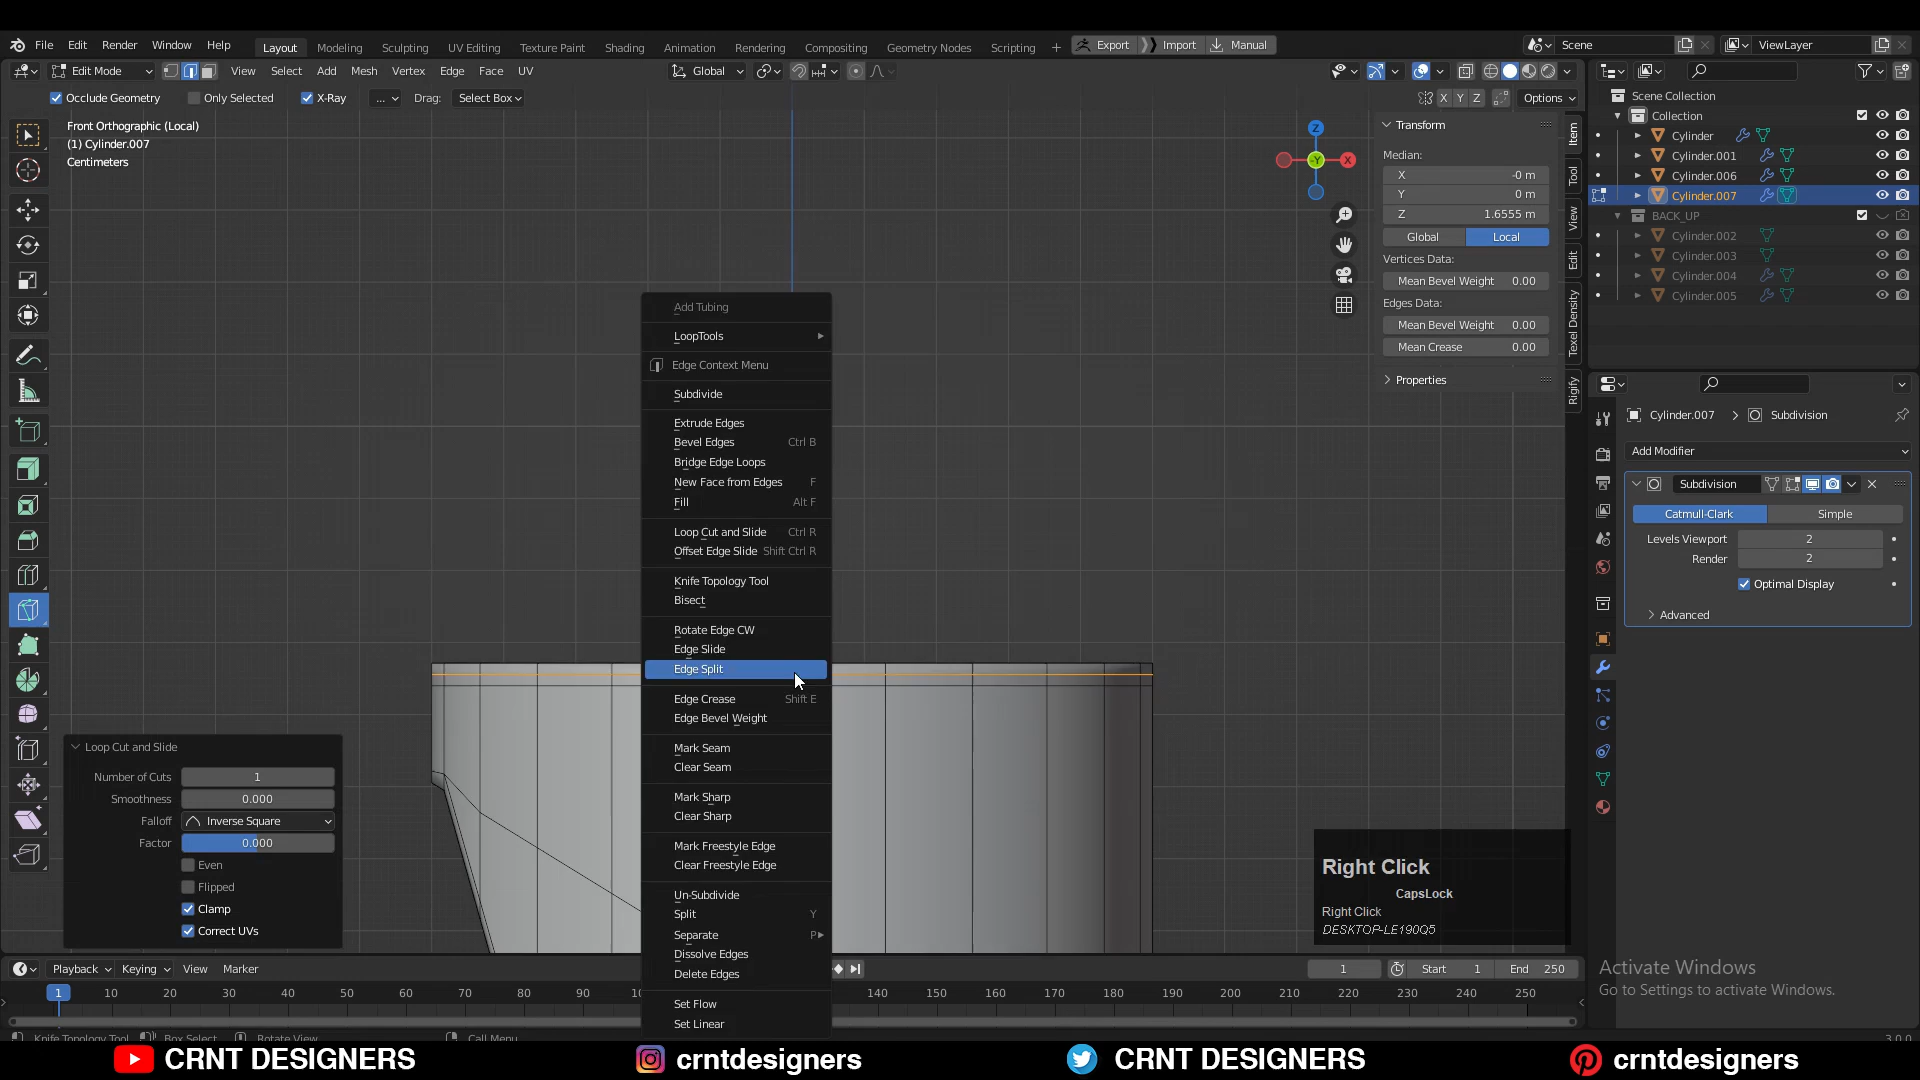 File Edit Render Window Help Layout Modeling Sculpting UV Editing Texture Paint Shading Animation Rendering Compositing Geometry Nodes Scripting + Export Import Manual Scene ViewLayer
Edit Mode View Select Add Mesh Vertex Edge Face UV Global
Occlude Geometry Only Selected X-Ray ... Drag: Select Box X Y Z Options
Front Orthographic (Local)
(1) Cylinder.007
Centimeters
Z
-Y
X
Transform
Median:
X -0 m
Y 0 m
Z 1.6555 m
Global Local
Vertices Data:
Mean Bevel Weight 0.00
Edges Data:
Mean Bevel Weight 0.00
Mean Crease 0.00
Properties
Item
Tool
View
Edit
Texel Density
Rigify
Scene Collection
Collection
Cylinder
Cylinder.001
Cylinder.006
Cylinder.007
BACK_UP
Cylinder.002
Cylinder.003
Cylinder.004
Cylinder.005
Cylinder.007 > Subdivision
Add Modifier
Subdivision
Catmull-Clark Simple
Levels Viewport 2
Render 2
Optimal Display
Advanced
Add Tubing
LoopTools
Edge Context Menu
Subdivide
Extrude Edges
Bevel Edges Ctrl B
Bridge Edge Loops
New Face from Edges F
Fill Alt F
Loop Cut and Slide Ctrl R
Offset Edge Slide Shift Ctrl R
Knife Topology Tool
Bisect
Rotate Edge CW
Edge Slide
Edge Split
Edge Crease Shift E
Edge Bevel Weight
Mark Seam
Clear Seam
Mark Sharp
Clear Sharp
Mark Freestyle Edge
Clear Freestyle Edge
Un-Subdivide
Split Y
Separate P
Dissolve Edges
Delete Edges
Set Flow
Set Linear
Loop Cut and Slide
Number of Cuts 1
Smoothness 0.000
Falloff Inverse Square
Factor 0.000
Even
Flipped
Clamp
Correct UVs
Right Click
CapsLock
Right Click
DESKTOP-LE190Q5
Activate Windows
Go to Settings to activate Windows.
Playback Keying View Marker 1 Start 1 End 250
1 10 20 30 40 50 60 70 80 90 140 150 160 170 180 190 200 210 220 230 240 250
Knife Topology Tool Box Select Rotate View Call Menu 3.0.0
CRNT DESIGNERS crntdesigners CRNT DESIGNERS crntdesigners